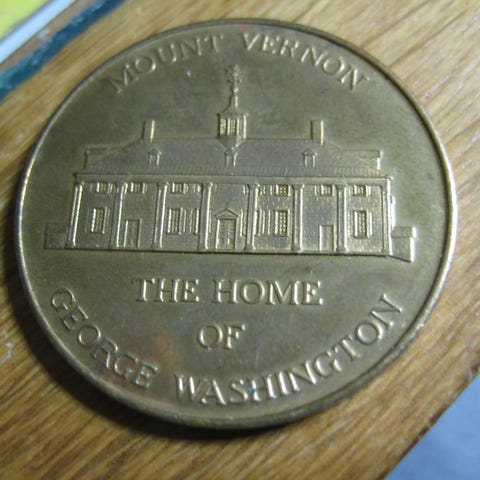 MOUNT VERNON
THE HOME
OF
GEORGE WASHINGTON